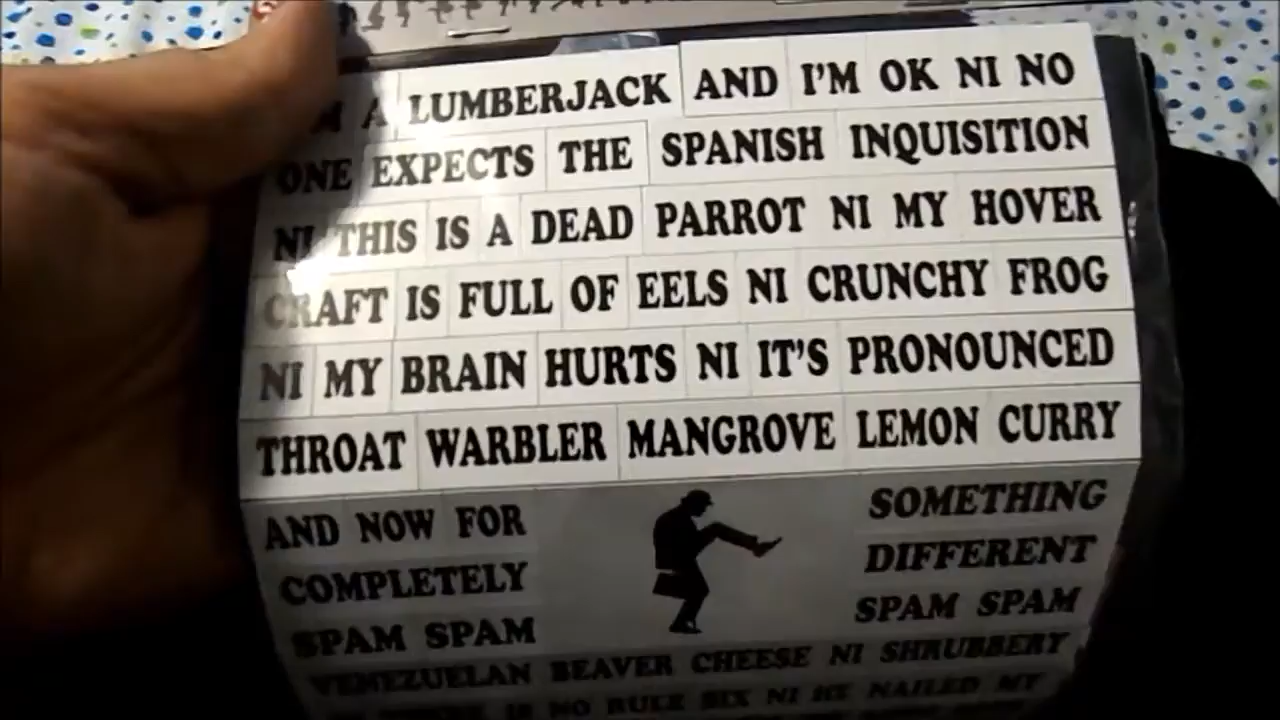 A LUMBERJACK AND I'M OK NI NO
ONE EXPECTS THE SPANISH INQUISITION
NI THIS IS A DEAD PARROT NI MY HOVER
CRAFT IS FULL OF EELS NI CRUNCHY FROG
NI MY BRAIN HURTS NI IT'S PRONOUNCED
THROAT WARBLER MANGROVE LEMON CURRY
AND NOW FOR
COMPLETELY
SPAM SPAM
SOMETHING
DIFFERENT
SPAM SPAM
VENEZUELAN BEAVER CHEESE NI SHRUBBERY
IS NO RULE SIX NI HE NAILED MY